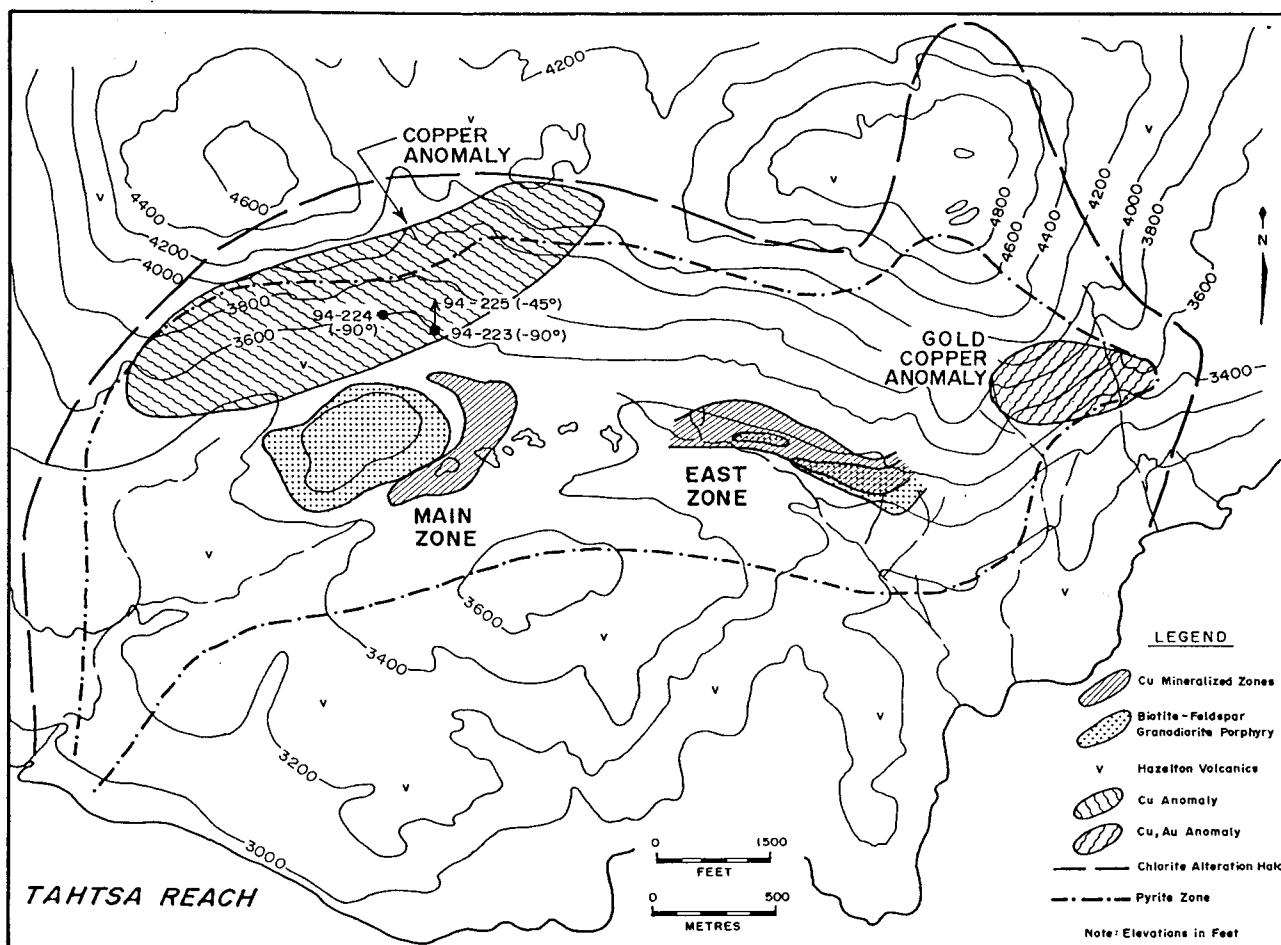 4200
v
COPPER
ANOMALY
v
v
v
4600
4400
4200
4000
4800
4600
4400
4200
4000
3800
3600
N
3800
3600
94-224
(-90°)
94-225 (-45°)
94-223 (-90°)
v
GOLD
COPPER
ANOMALY
3400
MAIN
ZONE
EAST
ZONE
v
v
3600
3400
v
v
v
v
v
3200
3000
TAHTSA REACH
0 1500
FEET
0 500
METRES
LEGEND
Cu Mineralized Zones
Biotite-Feldspar
Granodiorite Porphyry
v Hazelton Volcanics
Cu Anomaly
Cu, Au Anomaly
Chlorite Alteration Halo
Pyrite Zone
Note: Elevations in Feet